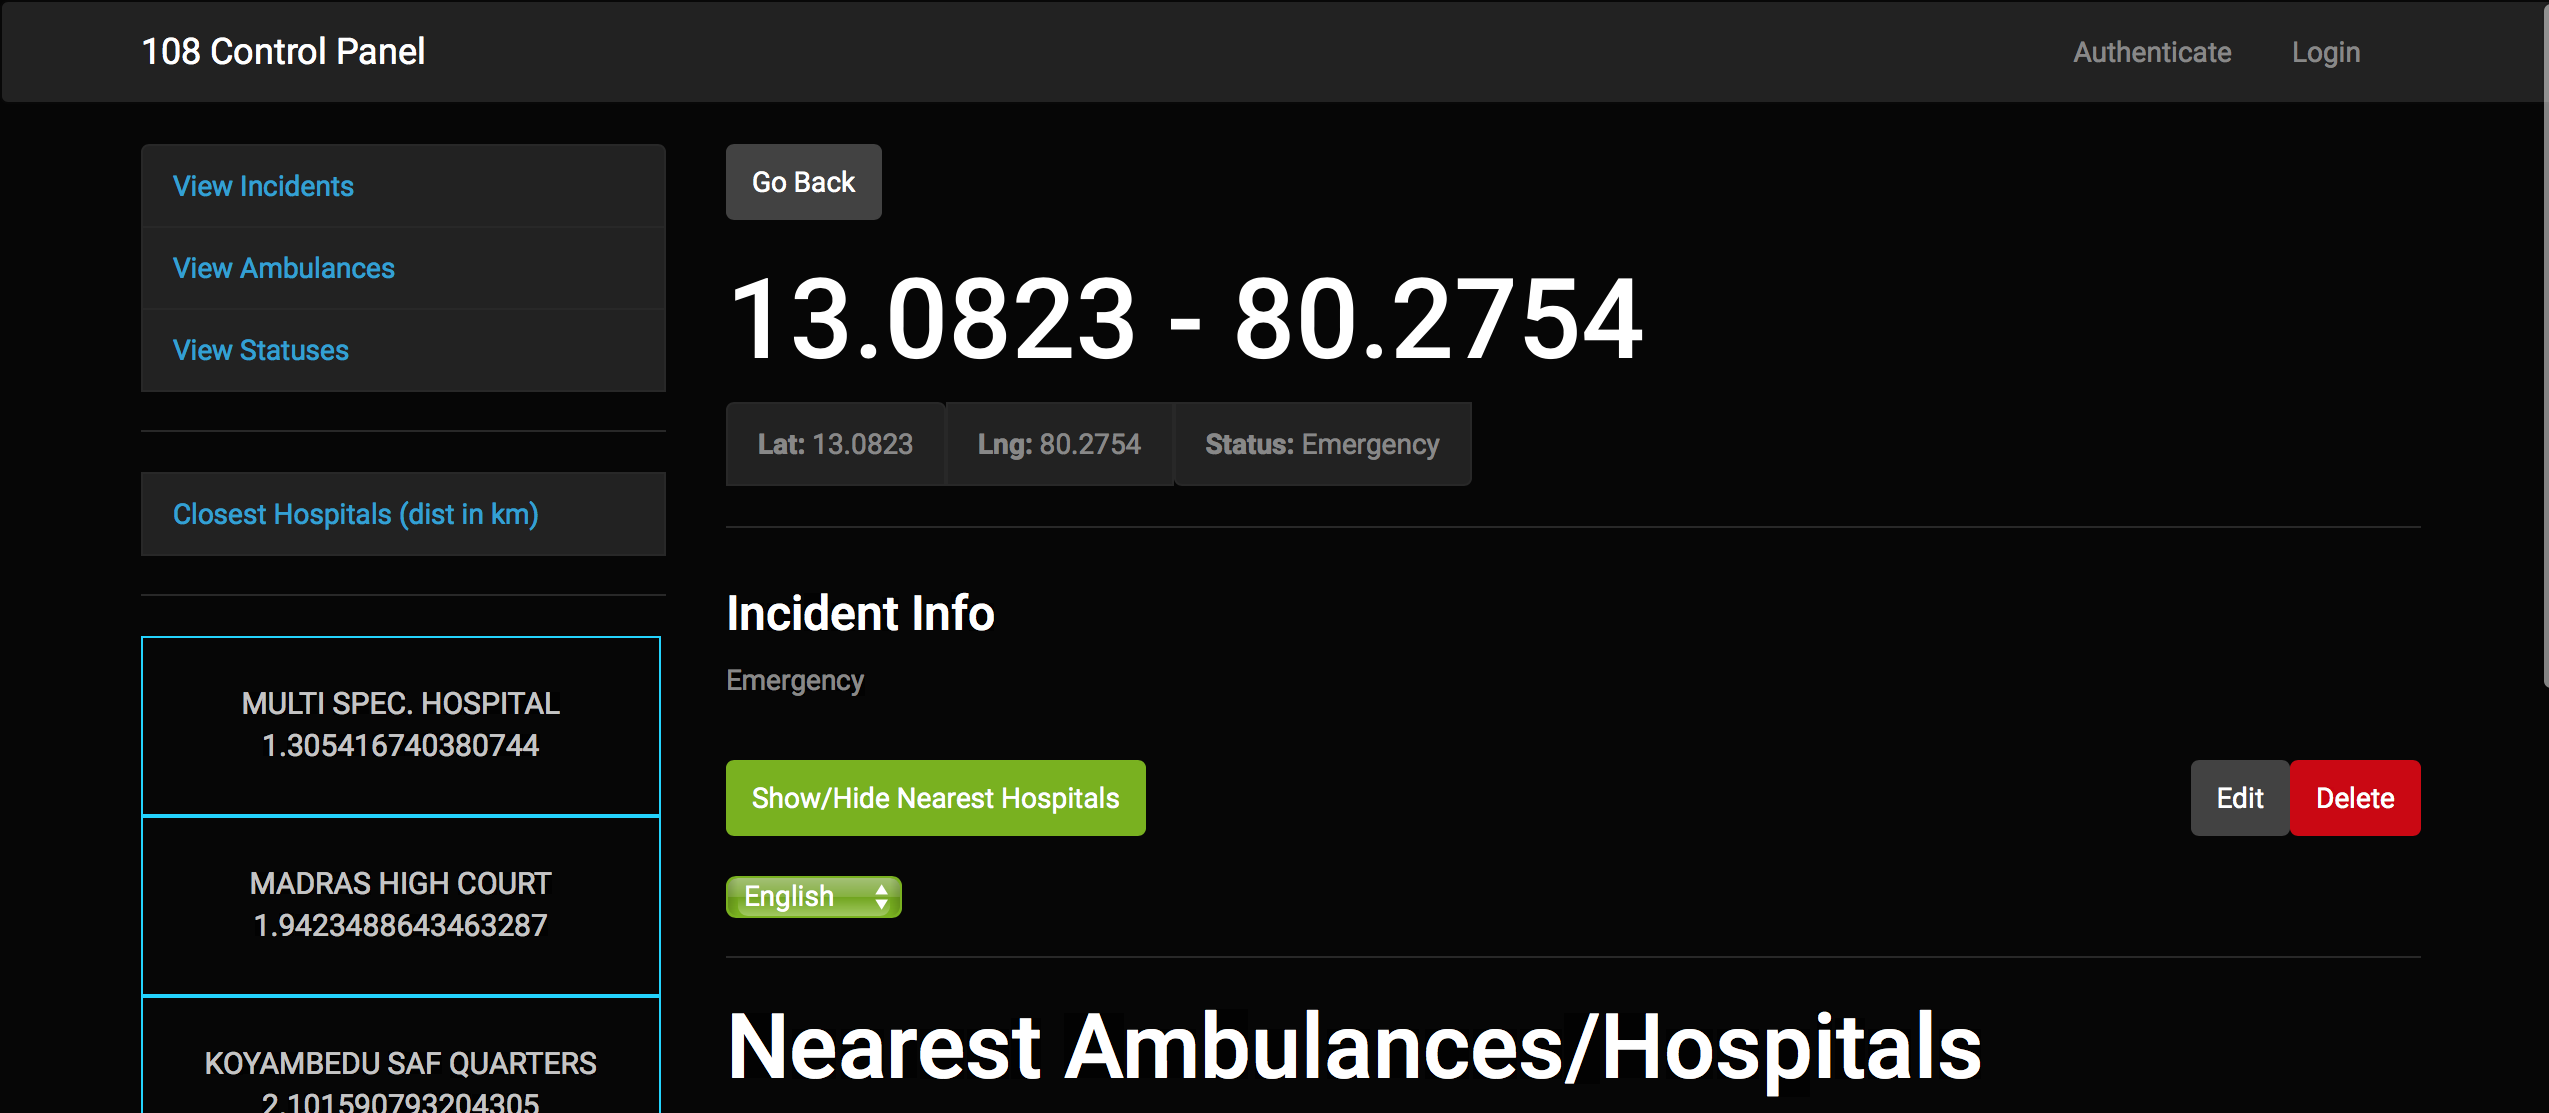 108 Control Panel
Authenticate
Login
View Incidents
View Ambulances
View Statuses
Closest Hospitals (dist in km)
MULTI SPEC. HOSPITAL
1.305416740380744
MADRAS HIGH COURT
1.9423488643463287
KOYAMBEDU SAF QUARTERS
2.101590793204305
Go Back
13.0823 - 80.2754
Lat: 13.0823
Lng: 80.2754
Status: Emergency
Incident Info
Emergency
Show/Hide Nearest Hospitals
Edit
Delete
English
Nearest Ambulances/Hospitals